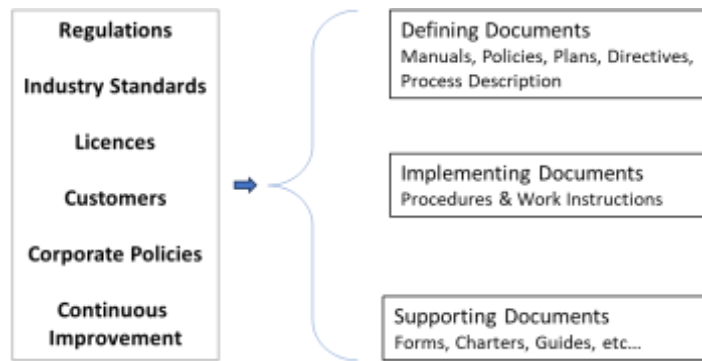 Regulations
Industry Standards
Licences
Customers
Corporate Policies
Continuous
Improvement
Defining Documents
Manuals, Policies, Plans, Directives,
Process Description
Implementing Documents
Procedures & Work Instructions
Supporting Documents
Forms, Charters, Guides, etc...